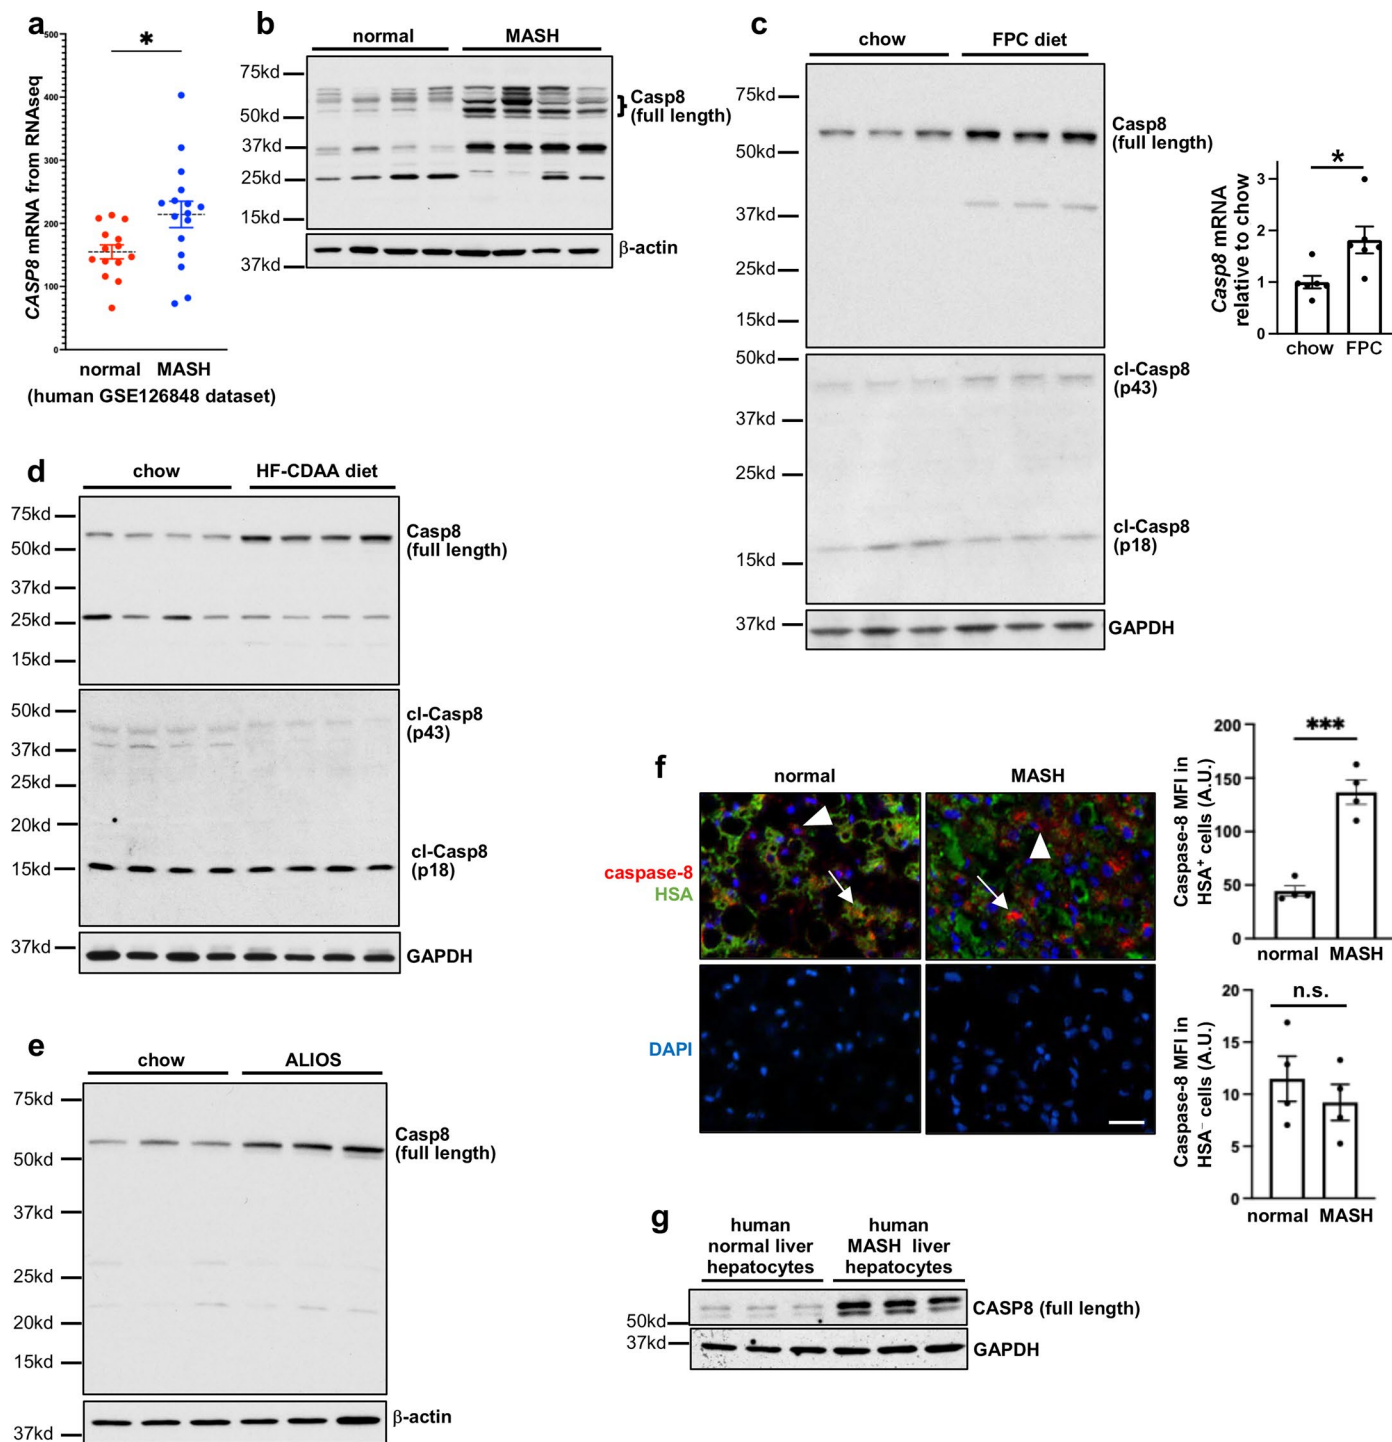 a
CASP8 mRNA from RNAseq
500
400
300
200
100
0
*
normal MASH
(human GSE126848 dataset)
b
normal MASH
75kd
50kd
37kd
25kd
15kd
37kd
Casp8
(full length)
β-actin
c
chow FPC diet
75kd
50kd
37kd
25kd
15kd
Casp8
(full length)
50kd
37kd
25kd
15kd
cl-Casp8
(p43)
cl-Casp8
(p18)
37kd
GAPDH
Casp8 mRNA
relative to chow
3
2
1
0
*
chow FPC
d
chow HF-CDAA diet
75kd
50kd
37kd
25kd
15kd
Casp8
(full length)
50kd
37kd
25kd
20kd
15kd
cl-Casp8
(p43)
cl-Casp8
(p18)
37kd
GAPDH
e
chow ALIOS
75kd
50kd
37kd
25kd
20kd
15kd
37kd
Casp8
(full length)
β-actin
f
normal MASH
caspase-8
HSA
DAPI
Caspase-8 MFI in
HSA⁺ cells (A.U.)
200
150
100
50
0
***
normal MASH
Caspase-8 MFI in
HSA⁻ cells (A.U.)
20
15
10
5
0
n.s.
normal MASH
g
human
normal liver
hepatocytes
human
MASH liver
hepatocytes
50kd
37kd
CASP8 (full length)
GAPDH